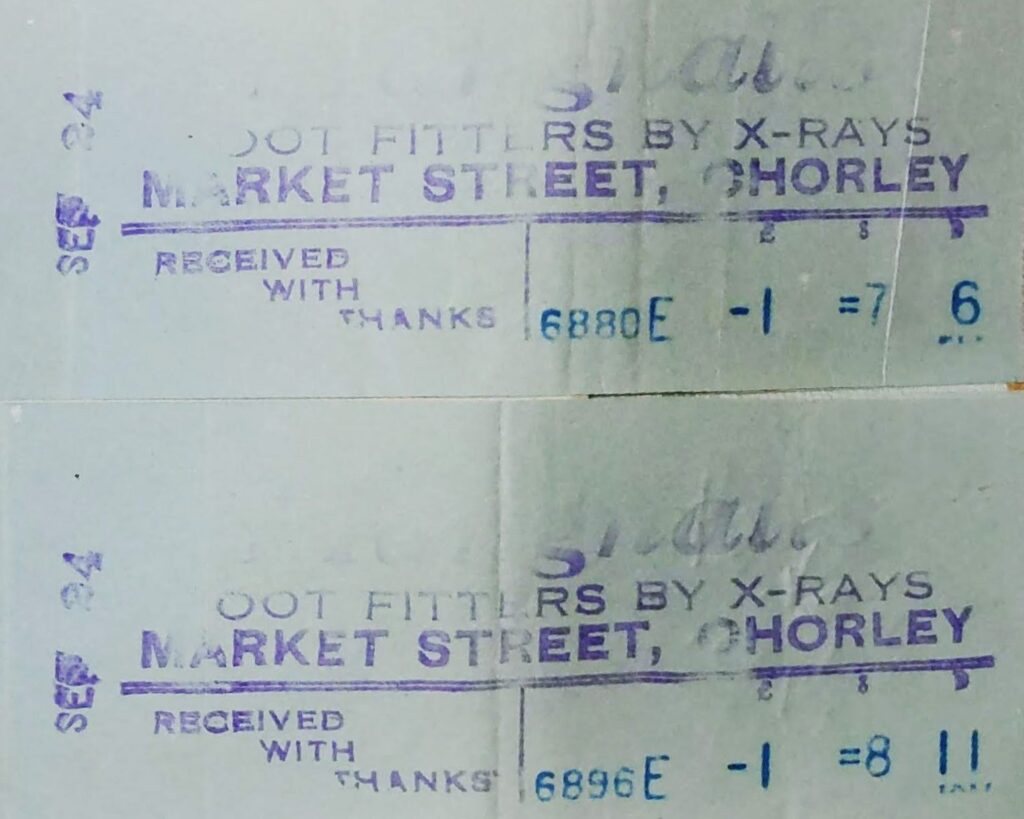 SEP 24
OOT FITTERS BY X-RAYS
MARKET STREET, CHORLEY
£ S D
RECEIVED
WITH
THANKS
6880E -1 =7 6
SEP 24
OOT FITTERS BY X-RAYS
MARKET STREET, CHORLEY
£ S D
RECEIVED
WITH
THANKS
6896E -1 =8 11